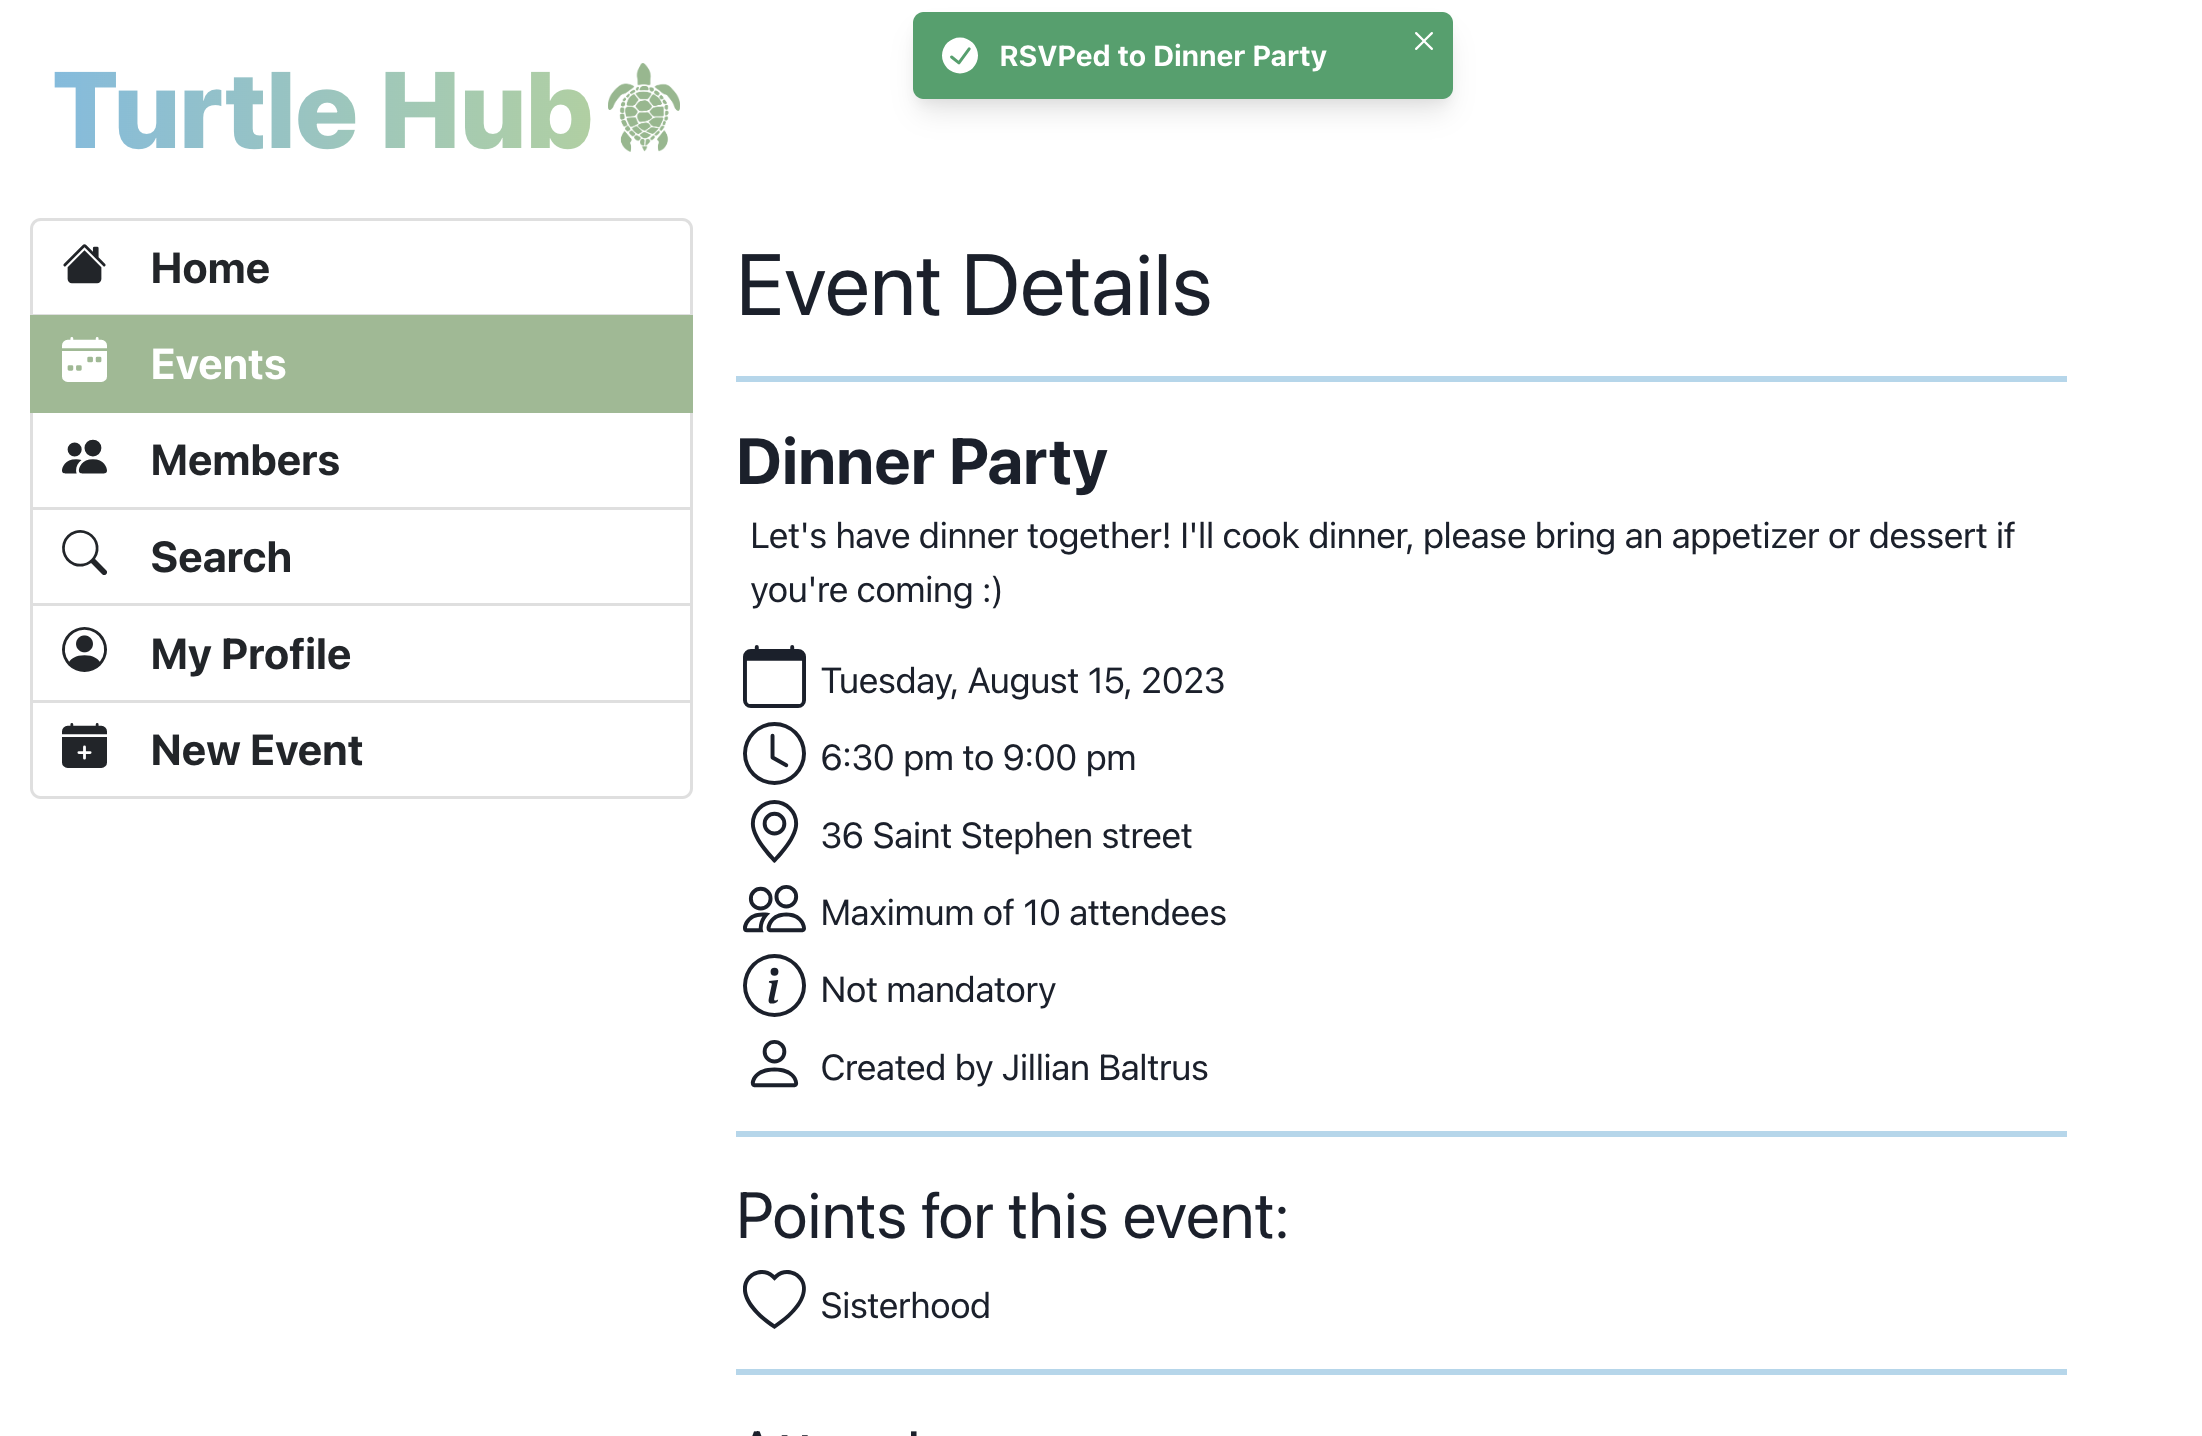 RSVPed to Dinner Party
Turtle Hub
Home
Events
Members
Search
My Profile
New Event
Event Details
Dinner Party
Let's have dinner together! I'll cook dinner, please bring an appetizer or dessert if
you're coming :)
Tuesday, August 15, 2023
6:30 pm to 9:00 pm
36 Saint Stephen street
Maximum of 10 attendees
Not mandatory
Created by Jillian Baltrus
Points for this event:
Sisterhood